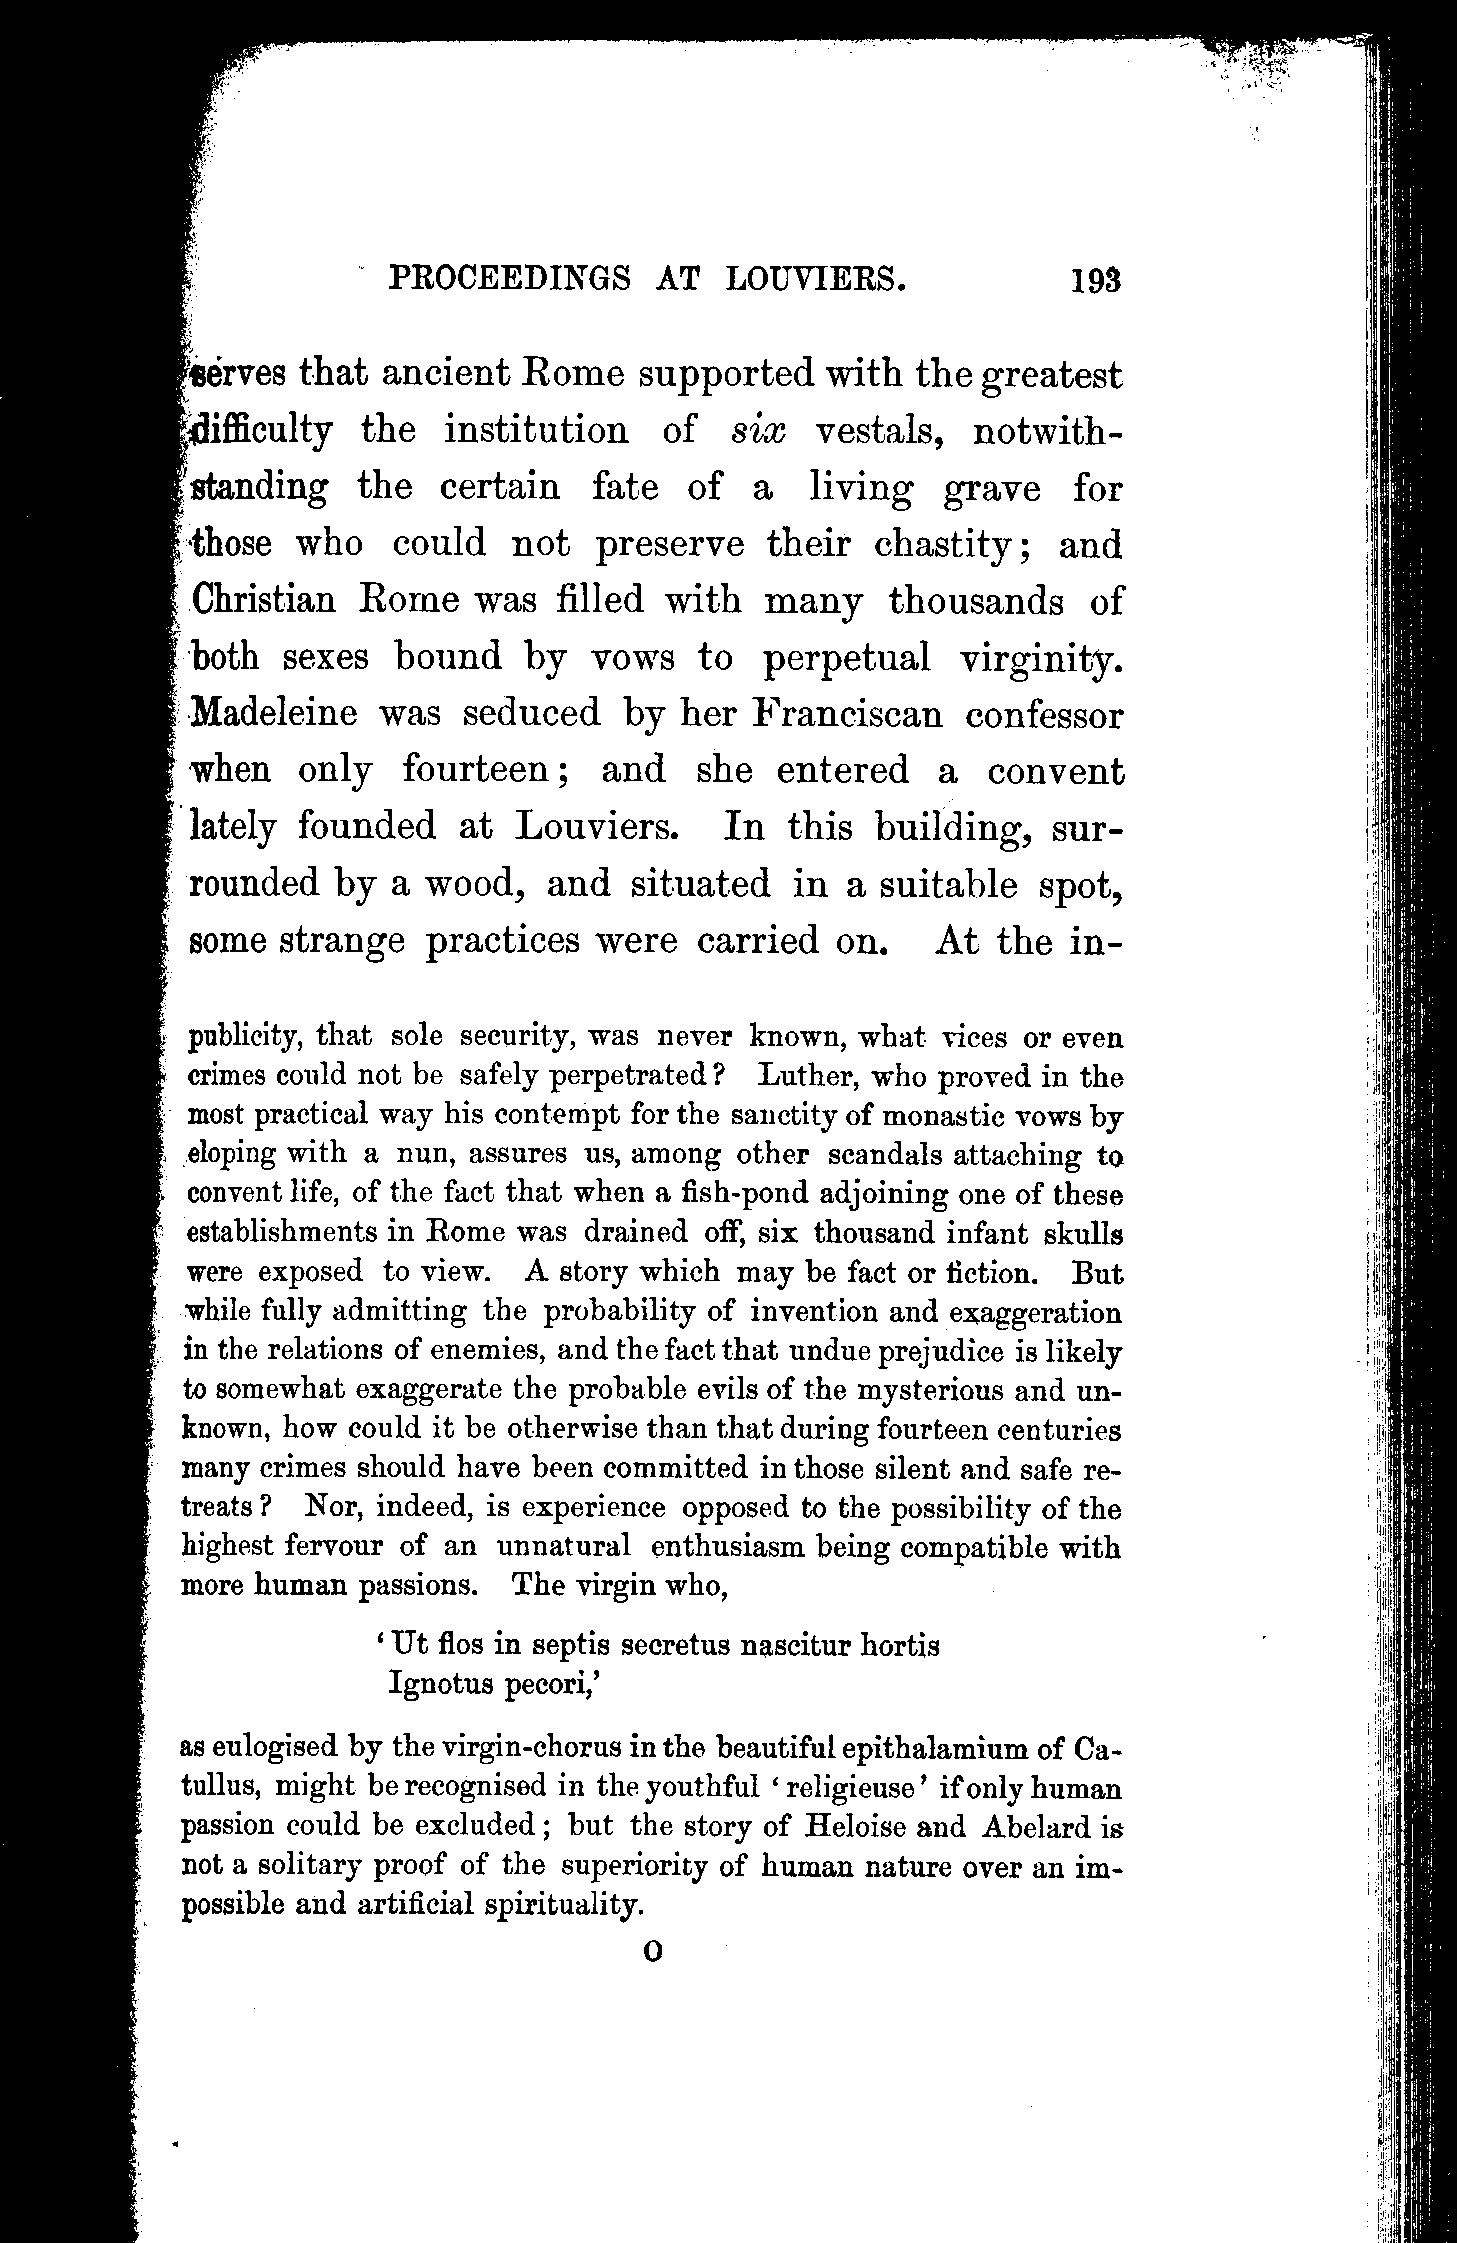 PROCEEDINGS AT LOUVIERS. 193
serves that ancient Rome supported with the greatest
difficulty the institution of six vestals, notwith-
standing the certain fate of a living grave for
those who could not preserve their chastity; and
Christian Rome was filled with many thousands of
both sexes bound by vows to perpetual virginity.
Madeleine was seduced by her Franciscan confessor
when only fourteen; and she entered a convent
lately founded at Louviers. In this building, sur-
rounded by a wood, and situated in a suitable spot,
some strange practices were carried on. At the in-
publicity, that sole security, was never known, what vices or even
crimes could not be safely perpetrated? Luther, who proved in the
most practical way his contempt for the sanctity of monastic vows by
eloping with a nun, assures us, among other scandals attaching to
convent life, of the fact that when a fish-pond adjoining one of these
establishments in Rome was drained off, six thousand infant skulls
were exposed to view. A story which may be fact or fiction. But
while fully admitting the probability of invention and exaggeration
in the relations of enemies, and the fact that undue prejudice is likely
to somewhat exaggerate the probable evils of the mysterious and un-
known, how could it be otherwise than that during fourteen centuries
many crimes should have been committed in those silent and safe re-
treats? Nor, indeed, is experience opposed to the possibility of the
highest fervour of an unnatural enthusiasm being compatible with
more human passions. The virgin who,
‘Ut flos in septis secretus nascitur hortis
Ignotus pecori,’
as eulogised by the virgin-chorus in the beautiful epithalamium of Ca-
tullus, might be recognised in the youthful ‘religieuse’ if only human
passion could be excluded; but the story of Heloise and Abelard is
not a solitary proof of the superiority of human nature over an im-
possible and artificial spirituality.
O